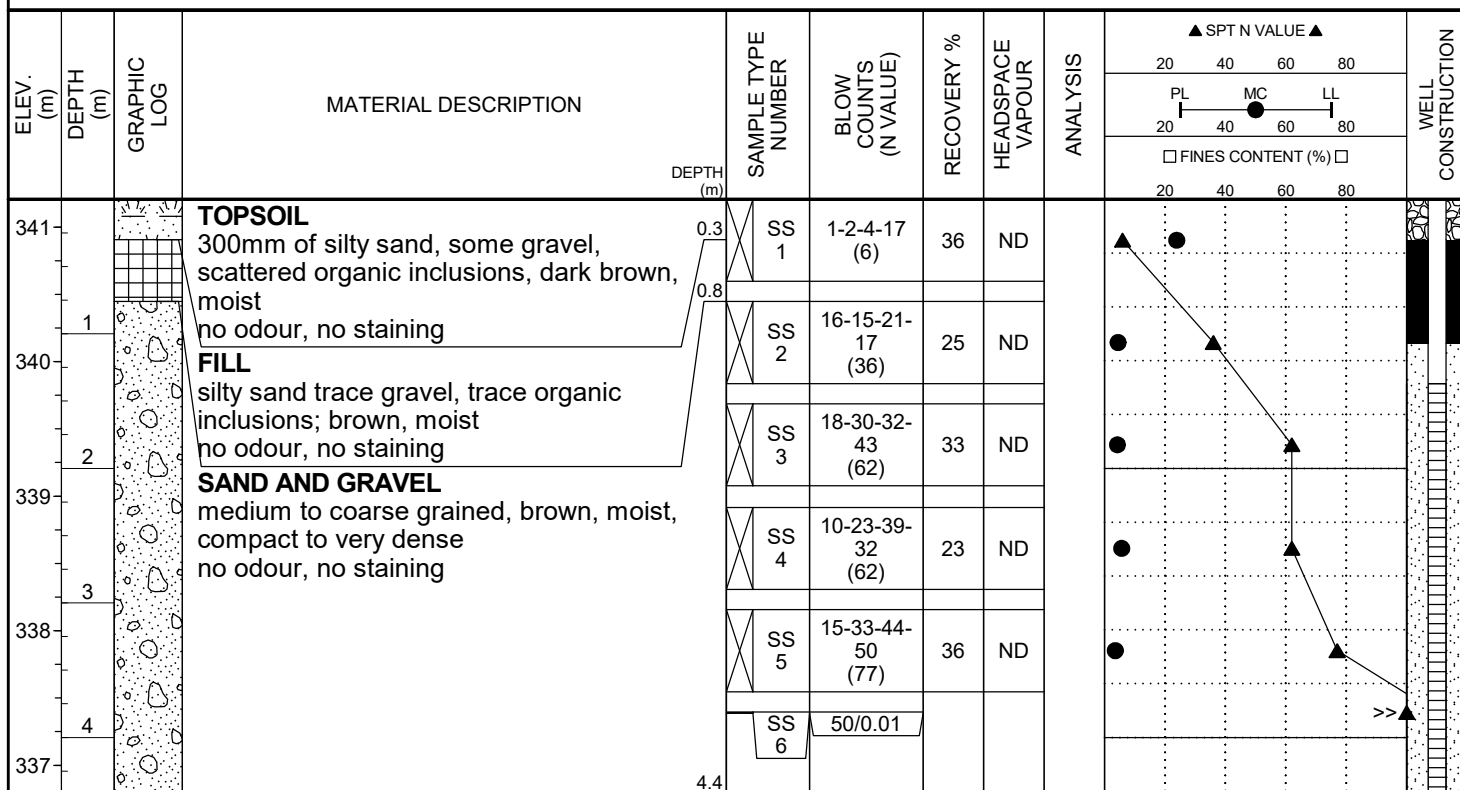 ELEV. (m)
DEPTH (m)
GRAPHIC LOG
MATERIAL DESCRIPTION
DEPTH (m)
SAMPLE TYPE NUMBER
BLOW COUNTS (N VALUE)
RECOVERY %
HEADSPACE VAPOUR
ANALYSIS
▲ SPT N VALUE ▲
20 40 60 80
PL MC LL
20 40 60 80
□ FINES CONTENT (%) □
20 40 60 80
WELL CONSTRUCTION
341
340
339
338
337
1
2
3
4
TOPSOIL
300mm of silty sand, some gravel,
scattered organic inclusions, dark brown,
moist
no odour, no staining
0.3
FILL
silty sand trace gravel, trace organic
inclusions; brown, moist
no odour, no staining
0.8
SAND AND GRAVEL
medium to coarse grained, brown, moist,
compact to very dense
no odour, no staining
4.4
SS 1
1-2-4-17
(6)
36
ND
SS 2
16-15-21-
17
(36)
25
ND
SS 3
18-30-32-
43
(62)
33
ND
SS 4
10-23-39-
32
(62)
23
ND
SS 5
15-33-44-
50
(77)
36
ND
SS 6
50/0.01
>>